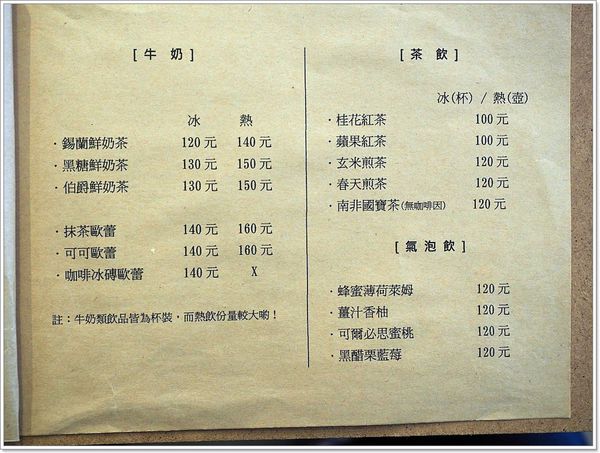 [ 牛 奶 ]
冰 熱
·錫蘭鮮奶茶 120 元 140 元
·黑糖鮮奶茶 130 元 150 元
·伯爵鮮奶茶 130 元 150 元
·抹茶歐蕾 140 元 160 元
·可可歐蕾 140 元 160 元
·咖啡冰磚歐蕾 140 元 X
註：牛奶類飲品皆為杯裝，而熱飲份量較大喲！
[ 茶 飲 ]
冰(杯) / 熱(壺)
·桂花紅茶 100 元
·蘋果紅茶 100 元
·玄米煎茶 120 元
·春天煎茶 120 元
·南非國寶茶(無咖啡因) 120 元
[ 氣 泡 飲 ]
·蜂蜜薄荷萊姆 120 元
·薑汁香柚 120 元
·可爾必思蜜桃 120 元
·黑醋栗藍莓 120 元